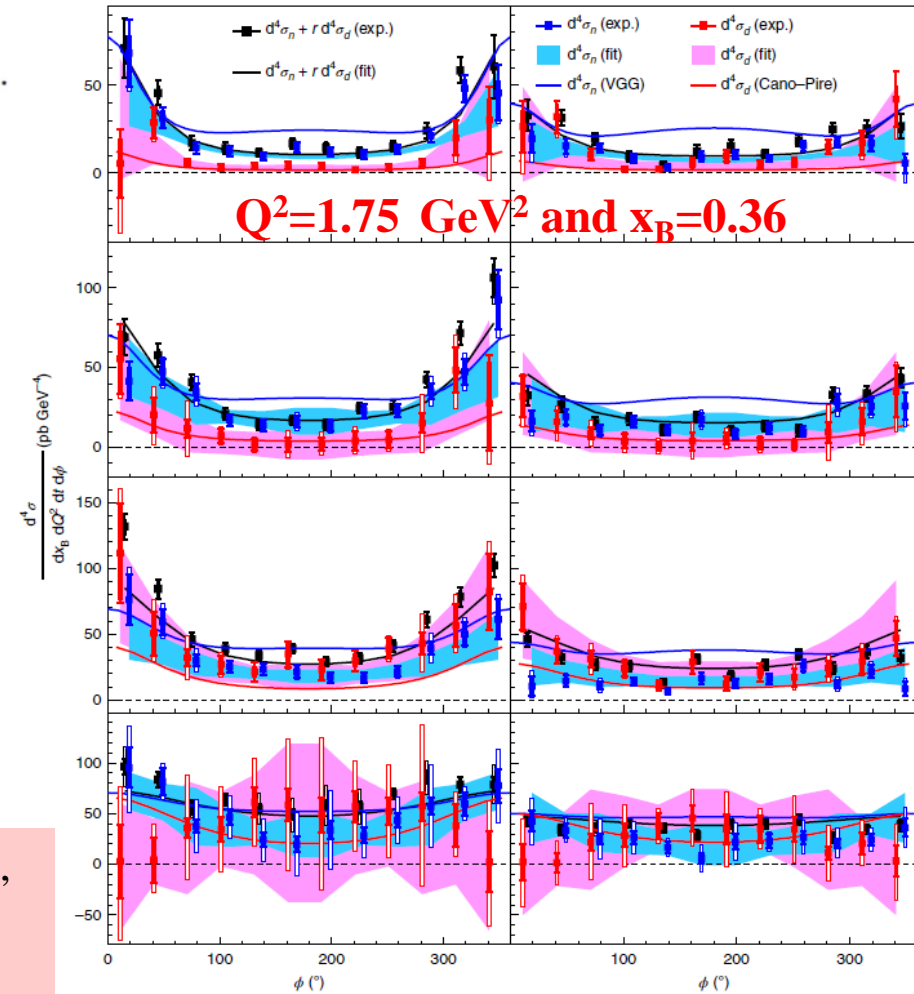 d⁴σₙ + r d⁴σ_d (exp.)
d⁴σₙ + r d⁴σ_d (fit)
d⁴σₙ (exp.)
d⁴σₙ (fit)
d⁴σₙ (VGG)
d⁴σ_d (exp.)
d⁴σ_d (fit)
d⁴σ_d (Cano–Pire)
50
0
Q²=1.75 GeV² and x_B=0.36
100
50
0
d⁴σ
dx_B dQ² dt dϕ
(pb GeV⁻⁴)
150
100
50
0
100
50
0
−50
,
0 100 200 300 100 200 300
ϕ (°) ϕ (°)